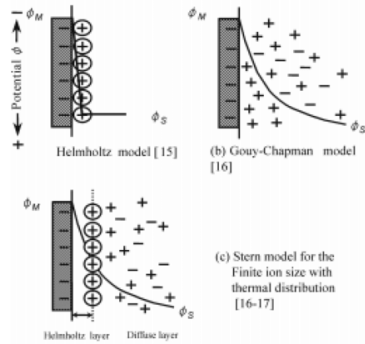 ϕM
ϕS
− Potential ϕ +
Helmholtz model [15]
ϕM
ϕS
(b) Gouy-Chapman model
[16]
ϕM
ϕS
(c) Stern model for the
Finite ion size with
thermal distribution
[16-17]
Helmholtz layer
Diffuse layer